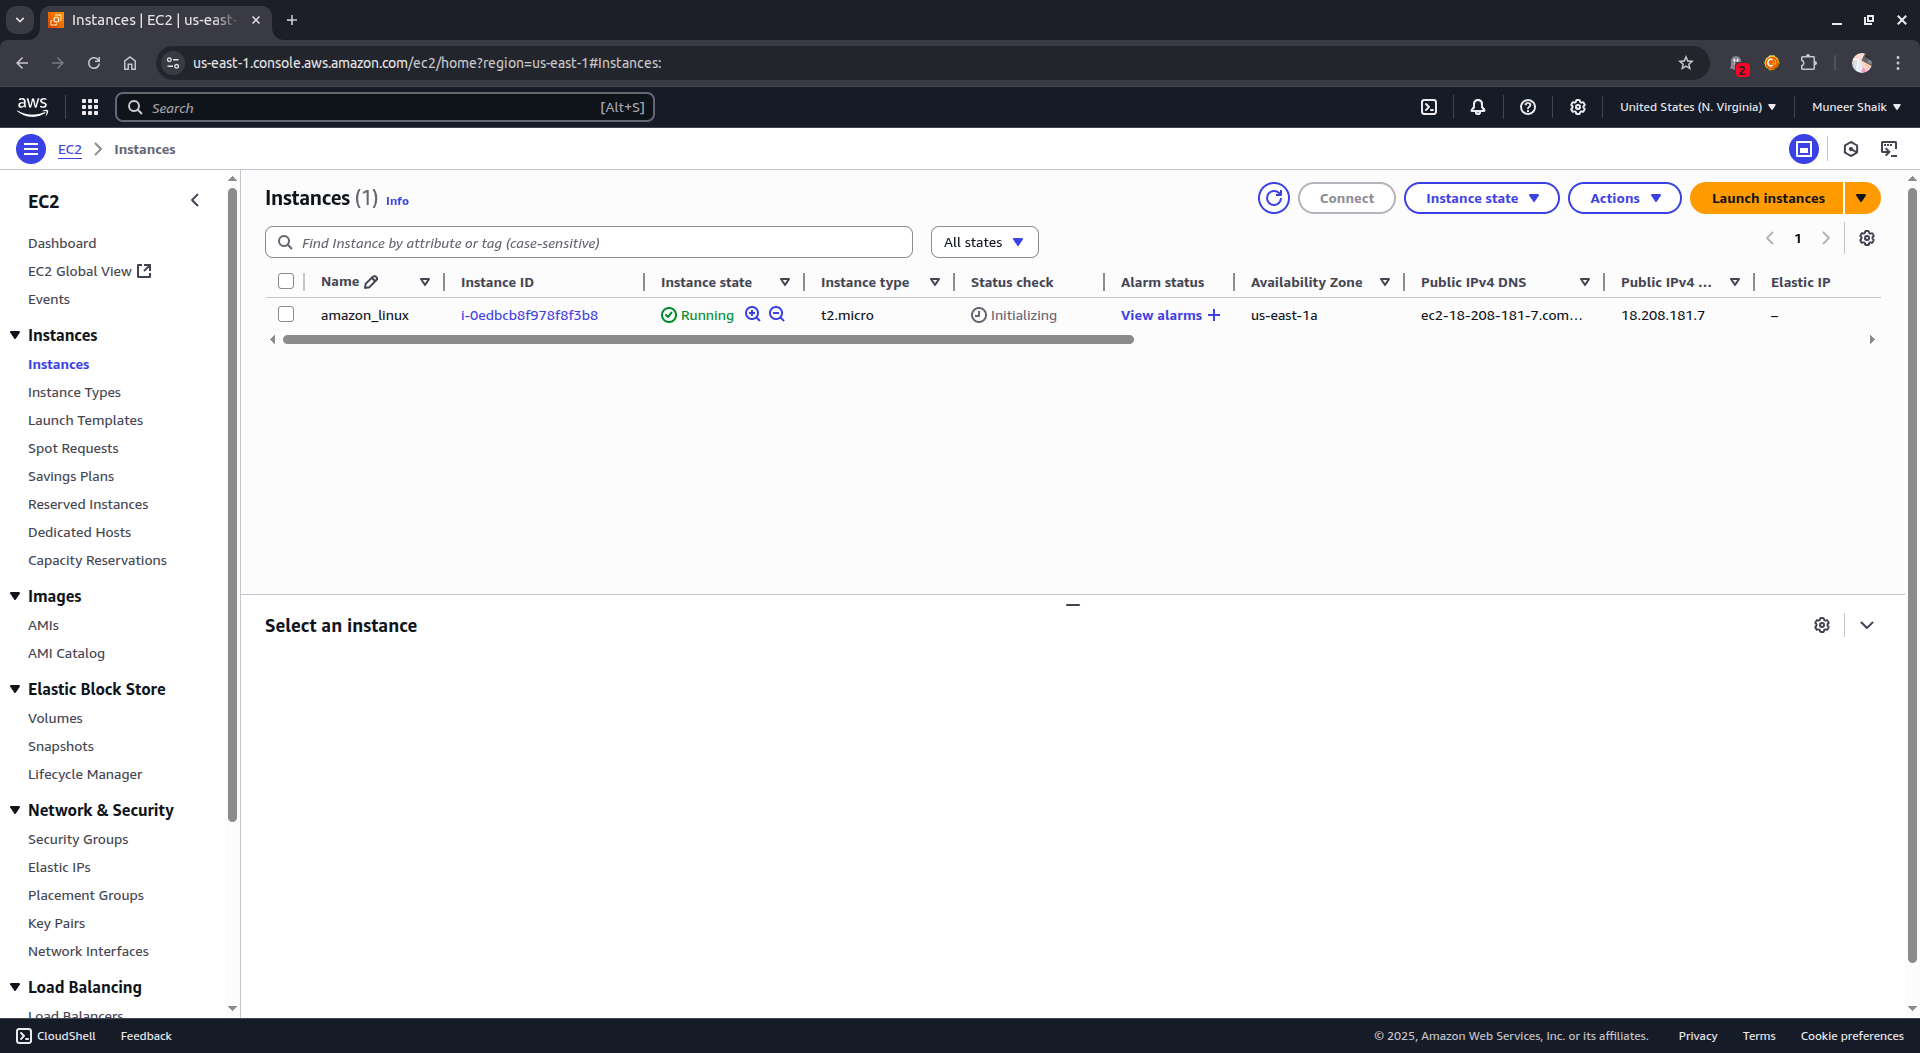 Instances | EC2 | us-east-
us-east-1.console.aws.amazon.com/ec2/home?region=us-east-1#Instances:
2
aws
Search
[Alt+S]
United States (N. Virginia)
Muneer Shaik
EC2
Instances
EC2
Dashboard
EC2 Global View
Events
Instances
Instances
Instance Types
Launch Templates
Spot Requests
Savings Plans
Reserved Instances
Dedicated Hosts
Capacity Reservations
Images
AMIs
AMI Catalog
Elastic Block Store
Volumes
Snapshots
Lifecycle Manager
Network & Security
Security Groups
Elastic IPs
Placement Groups
Key Pairs
Network Interfaces
Load Balancing
Load Balancers
Instances (1) Info
Connect
Instance state
Actions
Launch instances
Find Instance by attribute or tag (case-sensitive)
All states
1
Name Instance ID Instance state Instance type Status check Alarm status Availability Zone Public IPv4 DNS Public IPv4 ... Elastic IP
amazon_linux i-0edbcb8f978f8f3b8 Running t2.micro Initializing View alarms + us-east-1a ec2-18-208-181-7.com... 18.208.181.7 –
Select an instance
CloudShell
Feedback
© 2025, Amazon Web Services, Inc. or its affiliates.
Privacy
Terms
Cookie preferences